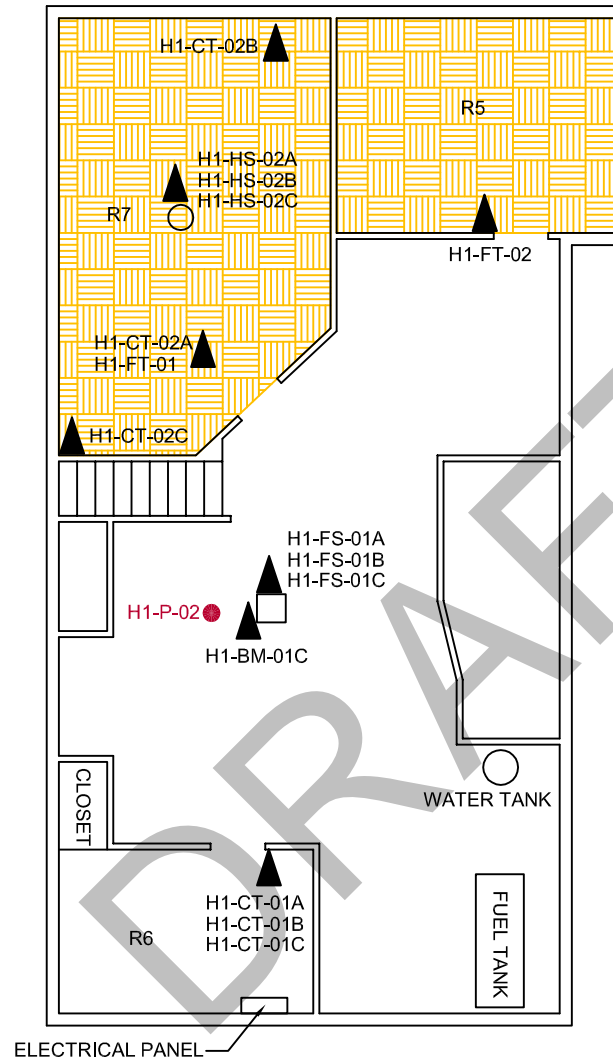 H1-CT-02B
R5
H1-HS-02A
H1-HS-02B
H1-HS-02C
R7
H1-FT-02
H1-CT-02A
H1-FT-01
H1-CT-02C
H1-FS-01A
H1-FS-01B
H1-FS-01C
H1-P-02
H1-BM-01C
CLOSET
WATER TANK
H1-CT-01A
H1-CT-01B
H1-CT-01C
R6
FUEL TANK
ELECTRICAL PANEL
DRAFT